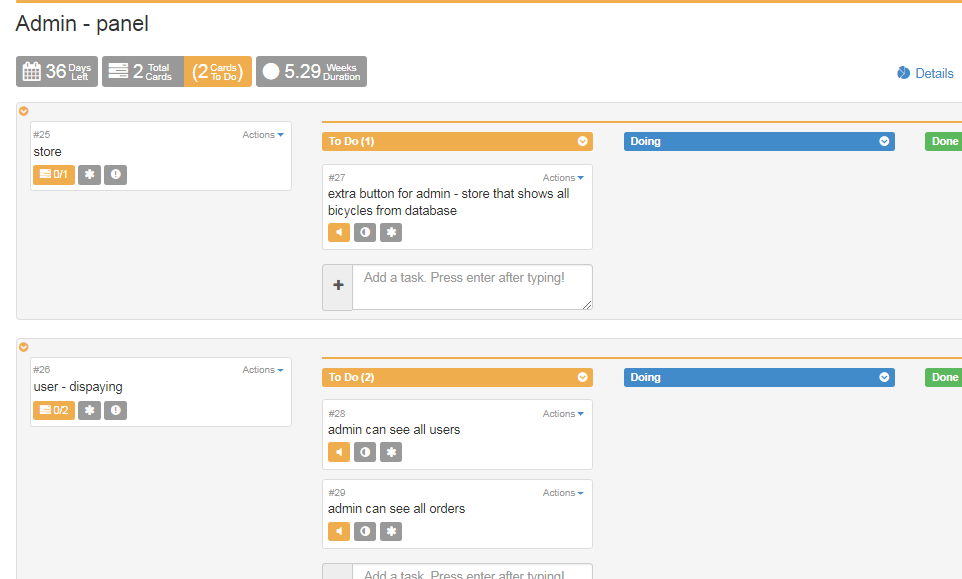 Admin - panel
36 Days Left
2 Total Cards
(2 Cards To Do)
5.29 Weeks Duration
Details
#25
Actions
store
0/1
To Do (1)
Doing
Done
#27
Actions
extra button for admin - store that shows all
bicycles from database
Add a task. Press enter after typing!
#26
Actions
user - dispaying
0/2
To Do (2)
Doing
Done
#28
Actions
admin can see all users
#29
Actions
admin can see all orders
Add a task. Press enter after typing!